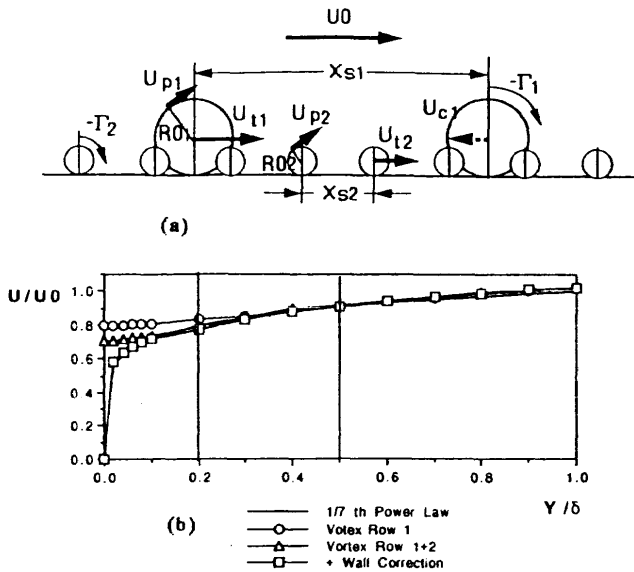 U0
Xs1
Up1
-Γ1
-Γ2
Ut1
Up2
Uc1
R01
Ut2
R02
Xs2
(a)
U/U0
1.0
0.8
0.6
0.4
0.2
0.0
0.0 0.2 0.4 0.6 0.8 1.0
(b)
Y/δ
1/7 th Power Law
Votex Row 1
Vortex Row 1+2
+ Wall Correction